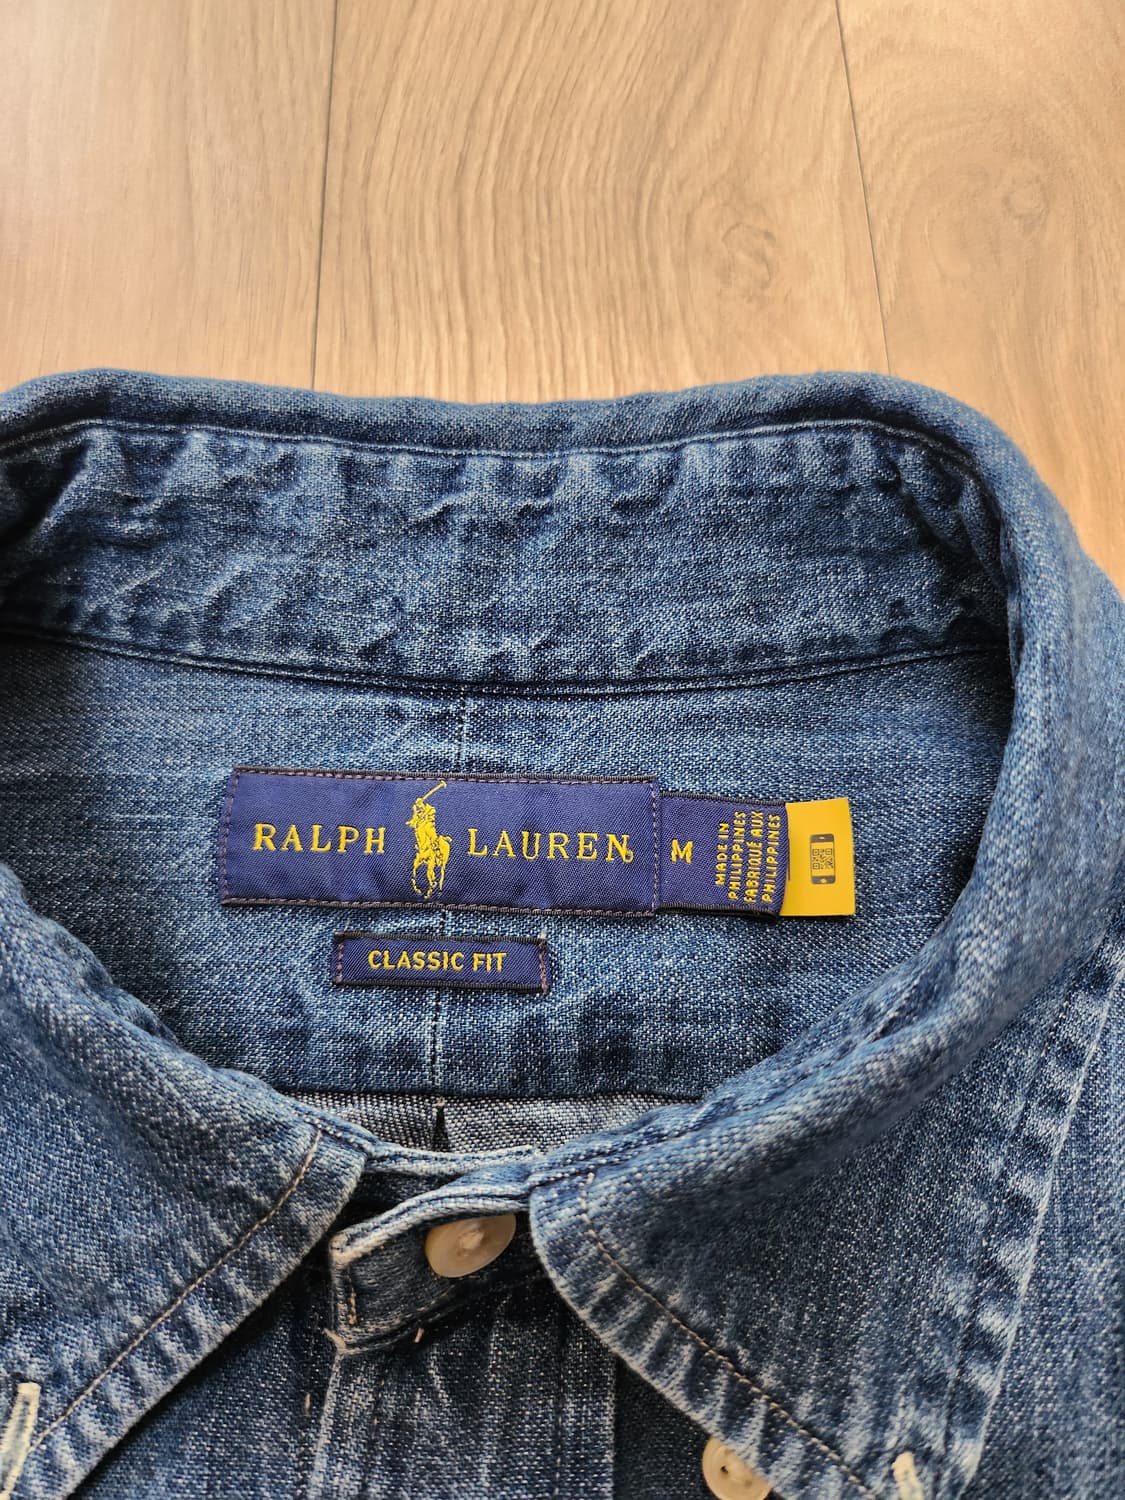 RALPH LAUREN
M
MADE IN
PHILIPPINES
FABRIQUÉ AUX
PHILIPPINES
CLASSIC FIT